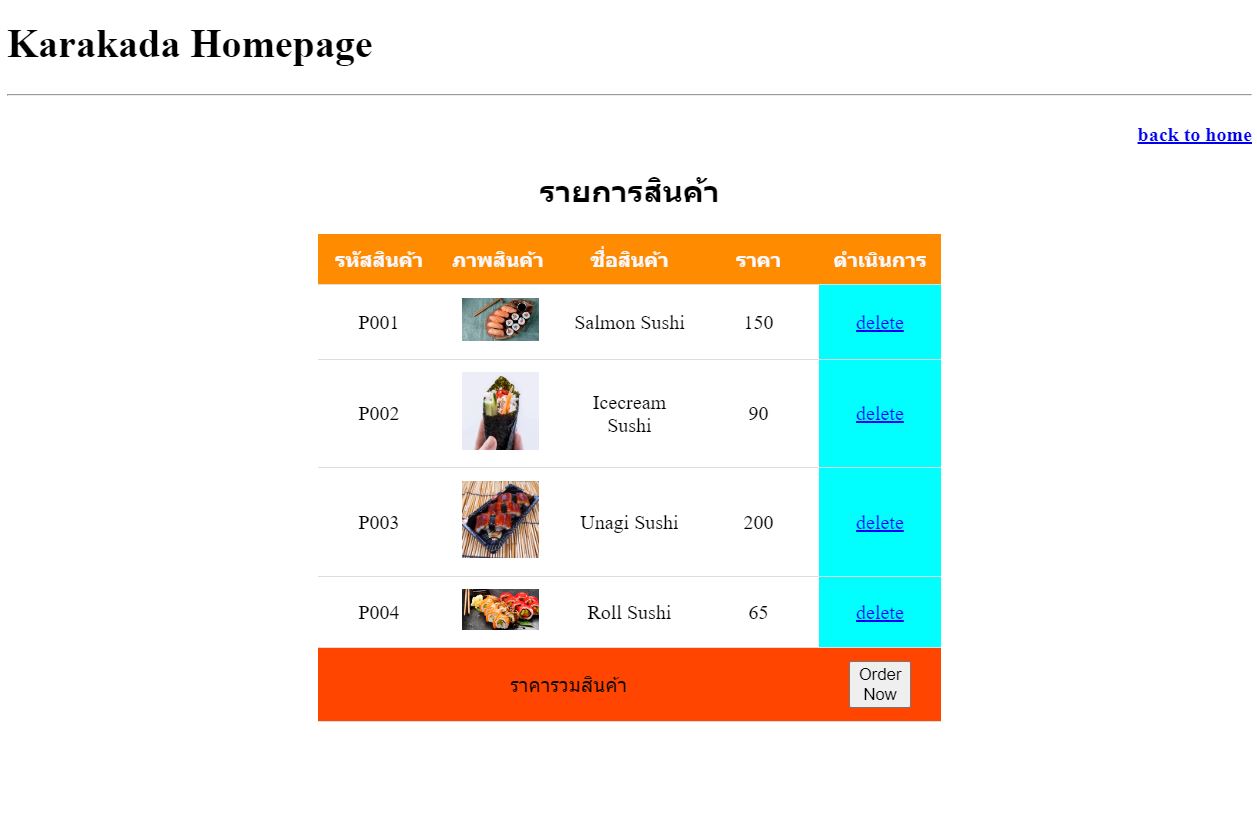 Karakada Homepage
back to home
รายการสินค้า
รหัสสินค้า ภาพสินค้า ชื่อสินค้า ราคา ดำเนินการ
P001 Salmon Sushi 150 delete
P002 Icecream Sushi 90 delete
P003 Unagi Sushi 200 delete
P004 Roll Sushi 65 delete
ราคารวมสินค้า Order Now